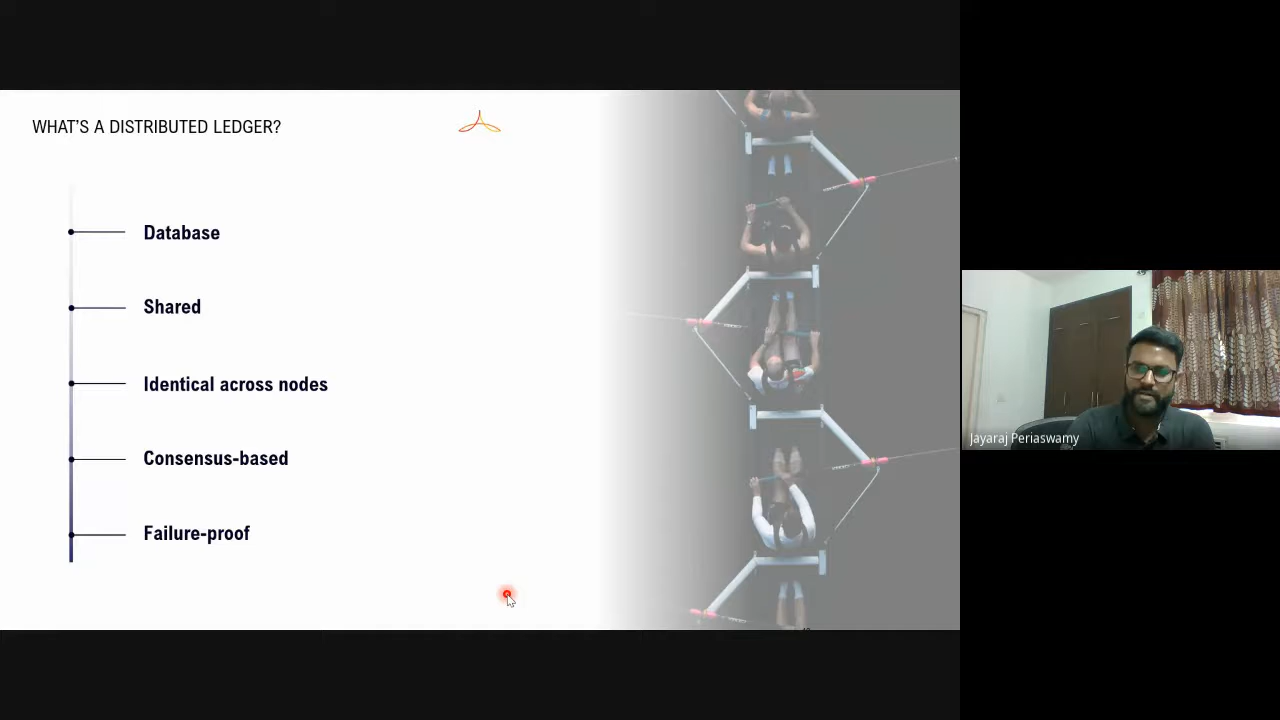 WHAT'S A DISTRIBUTED LEDGER?
Database
Shared
Identical across nodes
Consensus-based
Failure-proof
Jayaraj Periaswamy